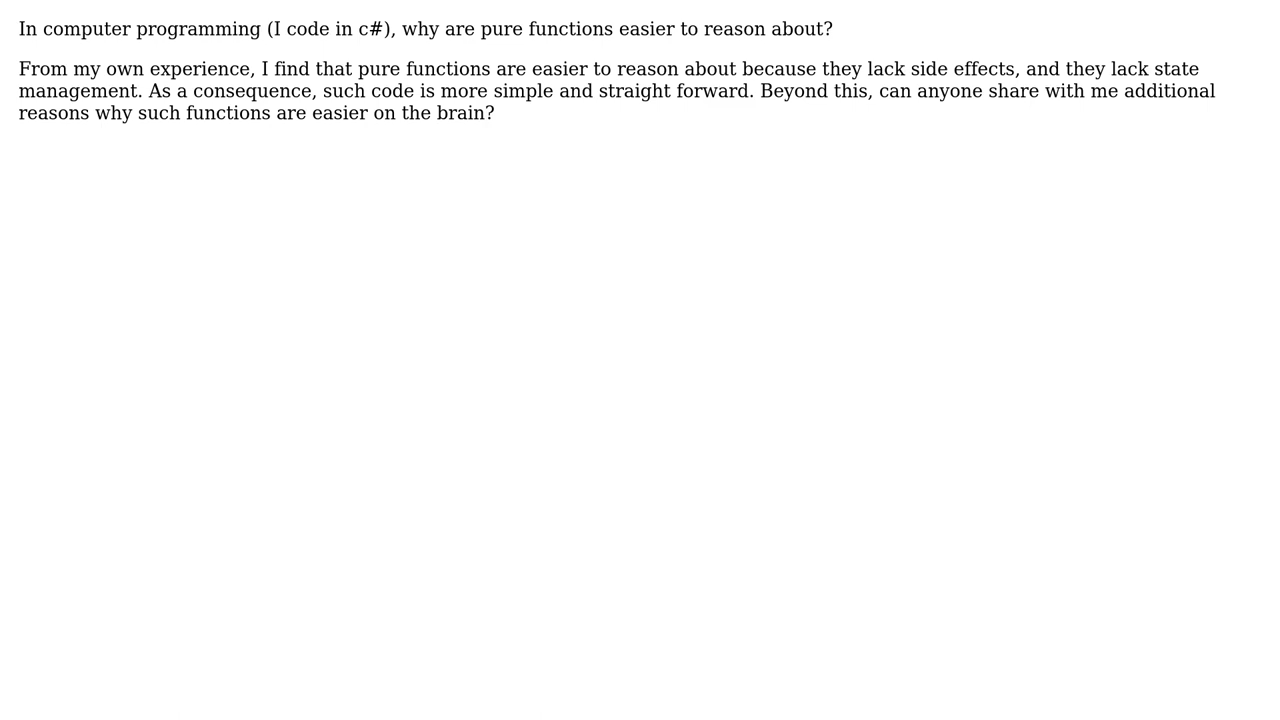 In computer programming (I code in c#), why are pure functions easier to reason about?
From my own experience, I find that pure functions are easier to reason about because they lack side effects, and they lack state
management. As a consequence, such code is more simple and straight forward. Beyond this, can anyone share with me additional
reasons why such functions are easier on the brain?